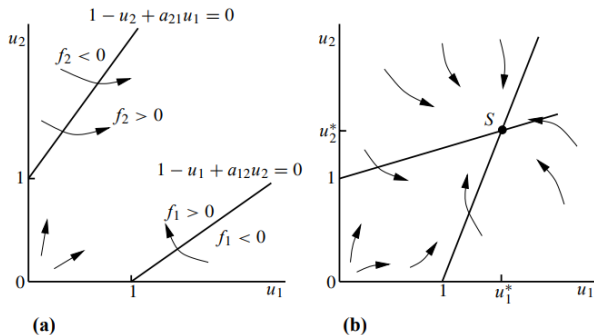 1 − u₂ + a₂₁u₁ = 0
u₂
f₂ < 0
f₂ > 0
1
1 − u₁ + a₁₂u₂ = 0
f₁ > 0
f₁ < 0
0
1
u₁
(a)
u₂
S
u₂*
1
0
1
u₁*
u₁
(b)